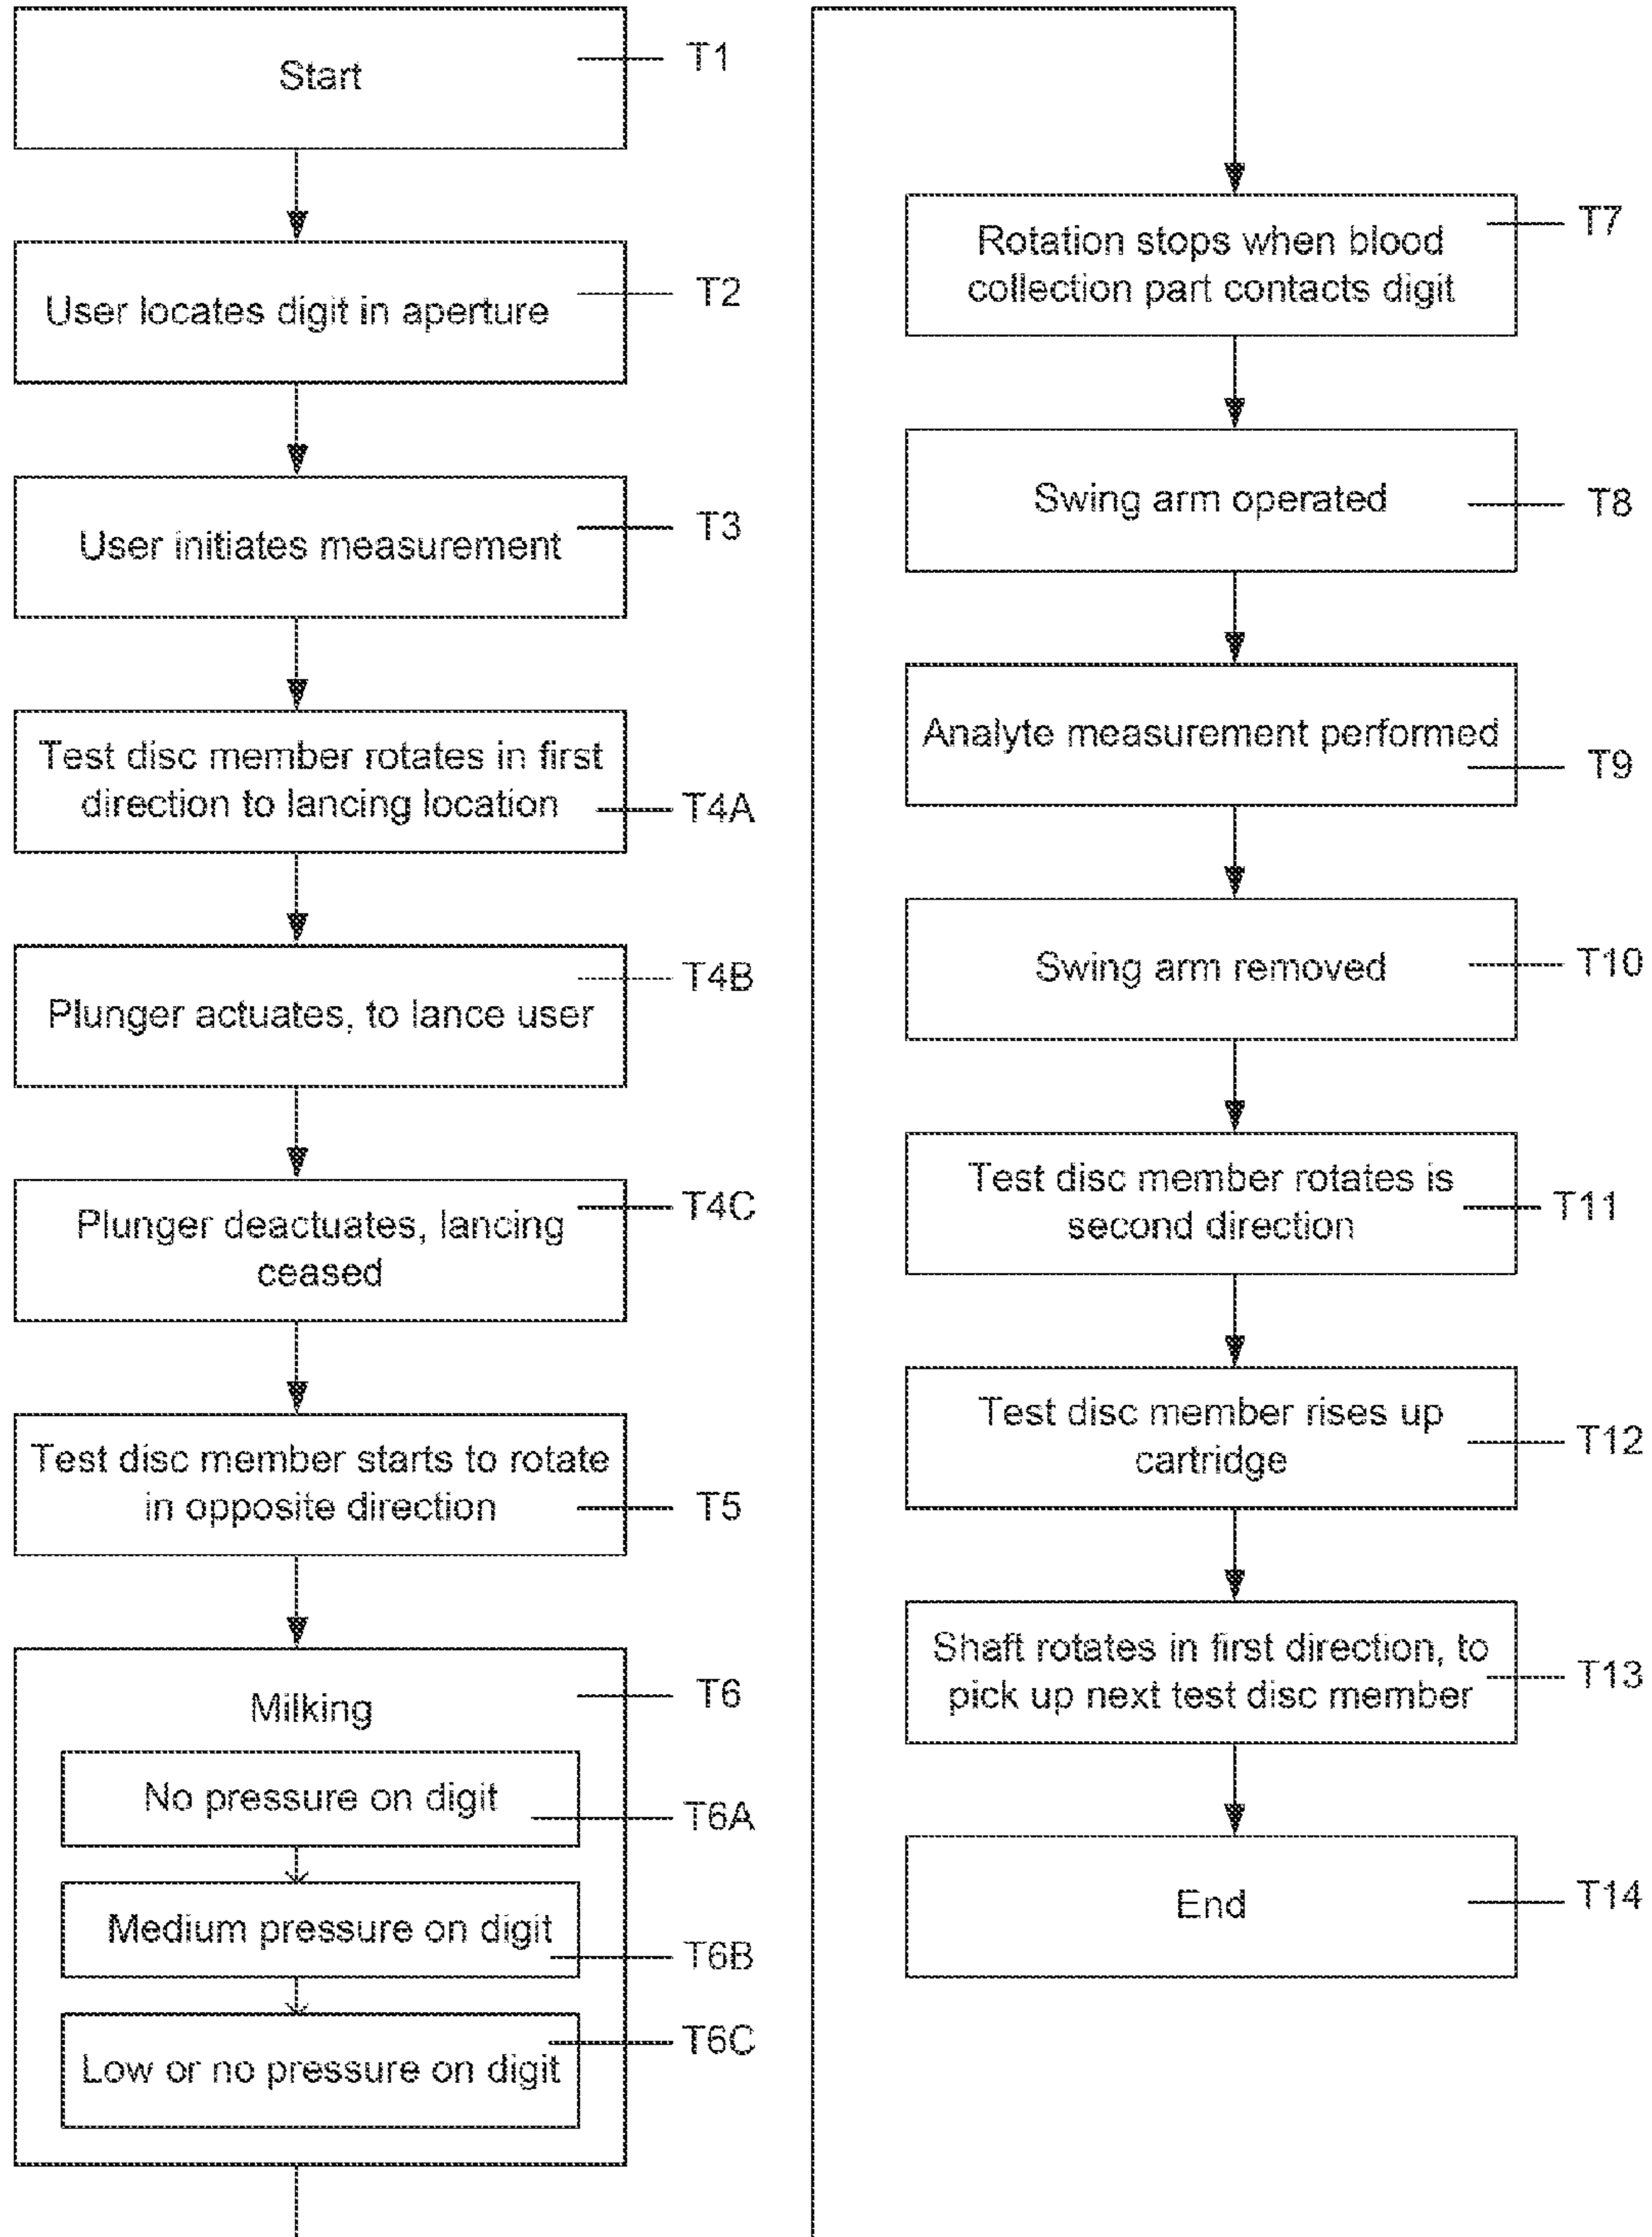 Start
T1
User locates digit in aperture
T2
User initiates measurement
T3
Test disc member rotates in first
direction to lancing location
T4A
Plunger actuates, to lance user
T4B
Plunger deactuates, lancing
ceased
T4C
Test disc member starts to rotate
in opposite direction
T5
Milking
T6
No pressure on digit
T6A
Medium pressure on digit
T6B
Low or no pressure on digit
T6C
Rotation stops when blood
collection part contacts digit
T7
Swing arm operated
T8
Analyte measurement performed
T9
Swing arm removed
T10
Test disc member rotates is
second direction
T11
Test disc member rises up
cartridge
T12
Shaft rotates in first direction, to
pick up next test disc member
T13
End
T14